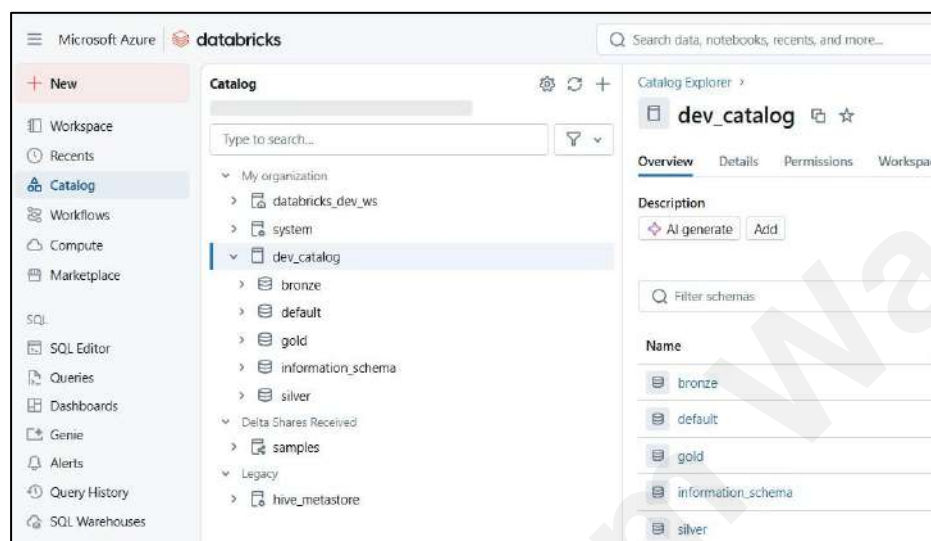 Microsoft Azure databricks
Search data, notebooks, recents, and more...
New
Workspace
Recents
Catalog
Workflows
Compute
Marketplace
SQL
SQL Editor
Queries
Dashboards
Genie
Alerts
Query History
SQL Warehouses
Catalog
Type to search...
My organization
databricks_dev_ws
system
dev_catalog
bronze
default
gold
information_schema
silver
Delta Shares Received
samples
Legacy
hive_metastore
Catalog Explorer >
dev_catalog
Overview Details Permissions Workspac
Description
AI generate Add
Filter schemas
Name
bronze
default
gold
information_schema
silver